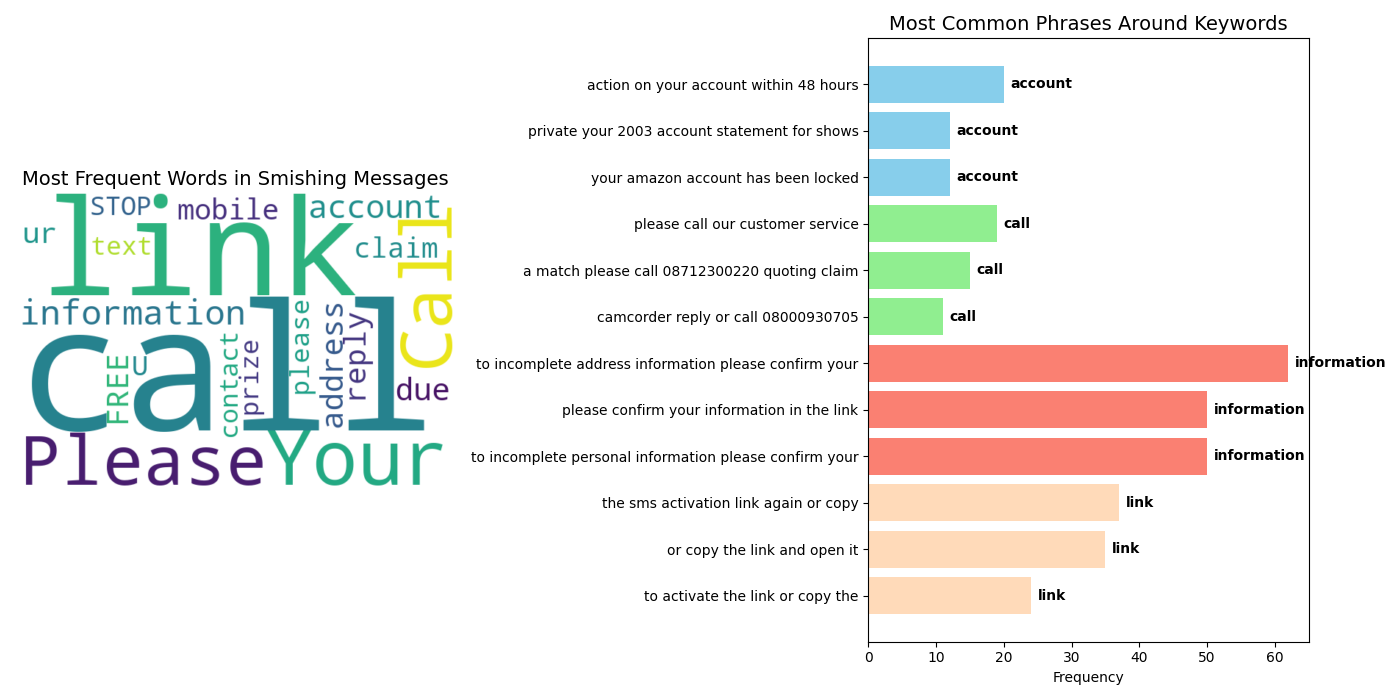 Most Frequent Words in Smishing Messages
STOP
mobile
account
ur
text
link
claim
call
information
call
FREE
U
contact
prize
please
address
reply
due
Please
Your
Most Common Phrases Around Keywords
action on your account within 48 hours
account
private your 2003 account statement for shows
account
your amazon account has been locked
account
please call our customer service
call
a match please call 08712300220 quoting claim
call
camcorder reply or call 08000930705
call
to incomplete address information please confirm your
information
please confirm your information in the link
information
to incomplete personal information please confirm your
information
the sms activation link again or copy
link
or copy the link and open it
link
to activate the link or copy the
link
0 10 20 30 40 50 60
Frequency